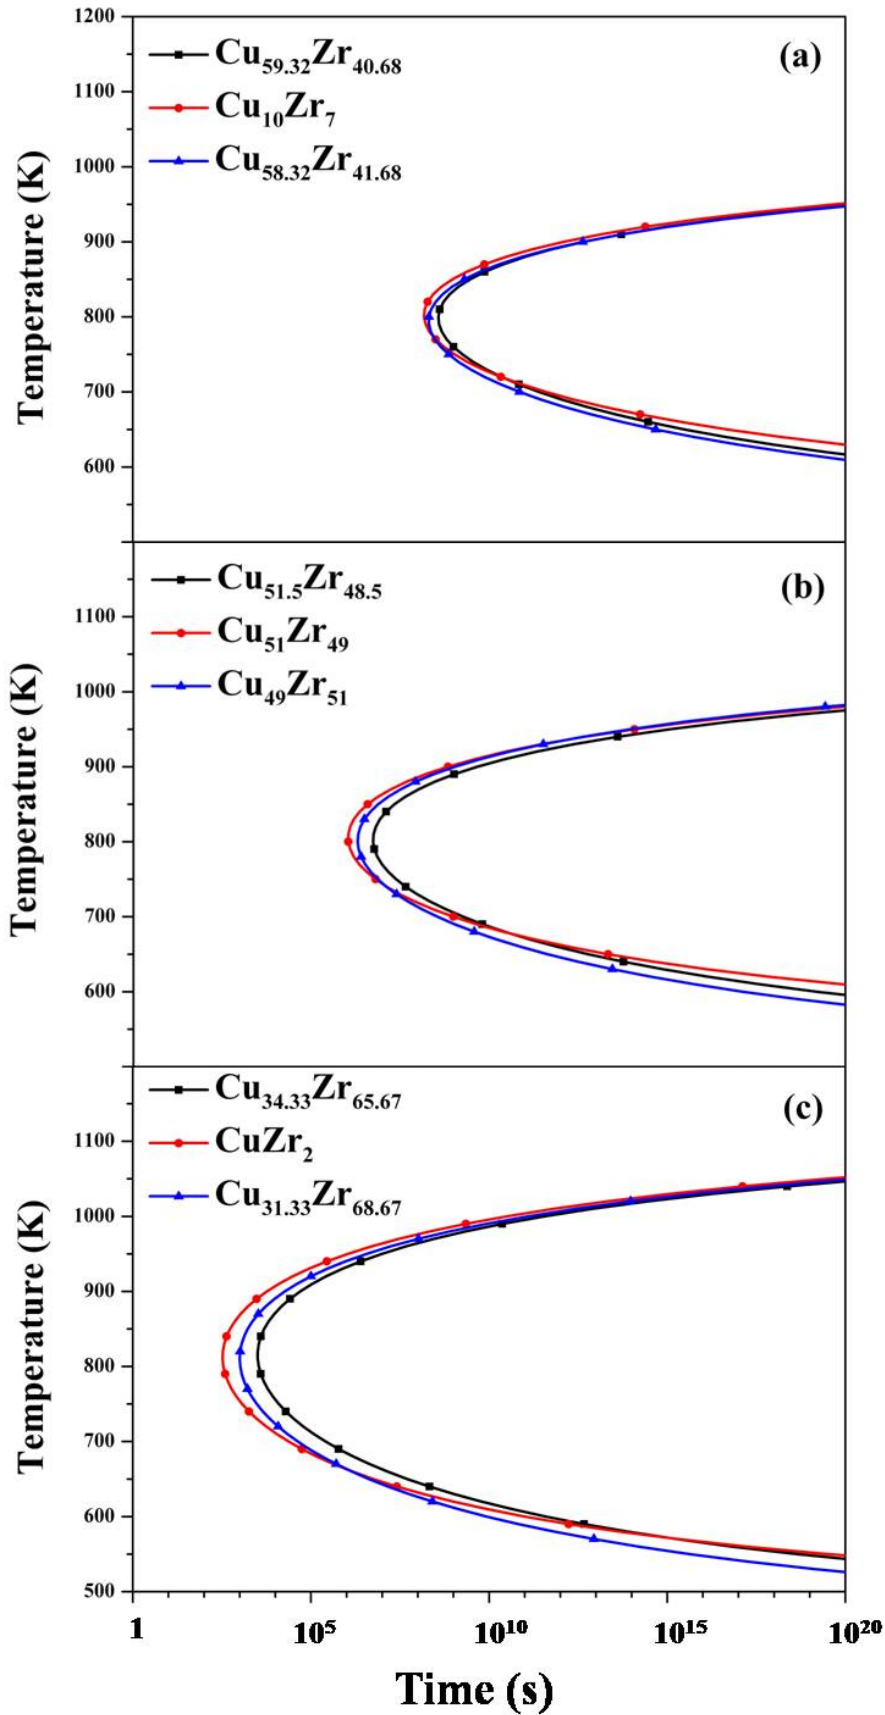 1200
1100
1000
900
800
700
600
Temperature (K)
(a)
Cu59.32Zr40.68
Cu10Zr7
Cu58.32Zr41.68
1100
1000
900
800
700
600
Temperature (K)
(b)
Cu51.5Zr48.5
Cu51Zr49
Cu49Zr51
1100
1000
900
800
700
600
500
Temperature (K)
(c)
Cu34.33Zr65.67
CuZr2
Cu31.33Zr68.67
1 10^5 10^10 10^15 10^20
Time (s)